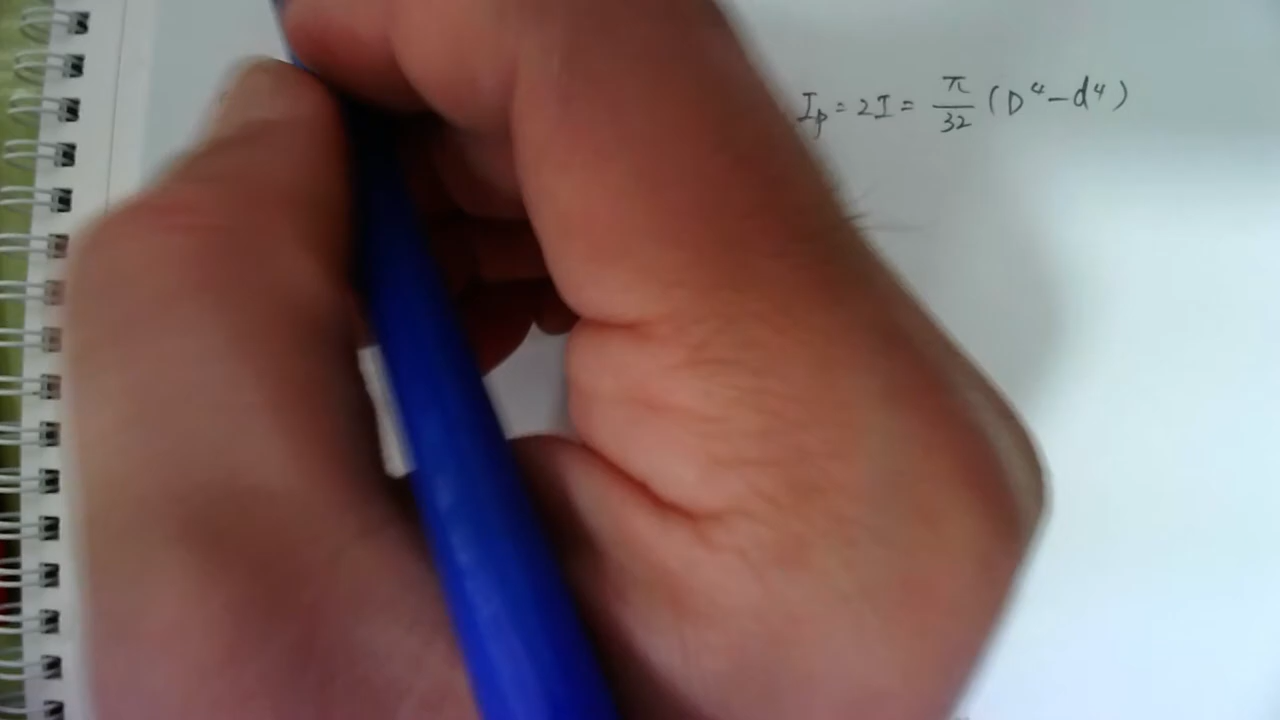 Ip = 2I = π/32 (D⁴ - d⁴)